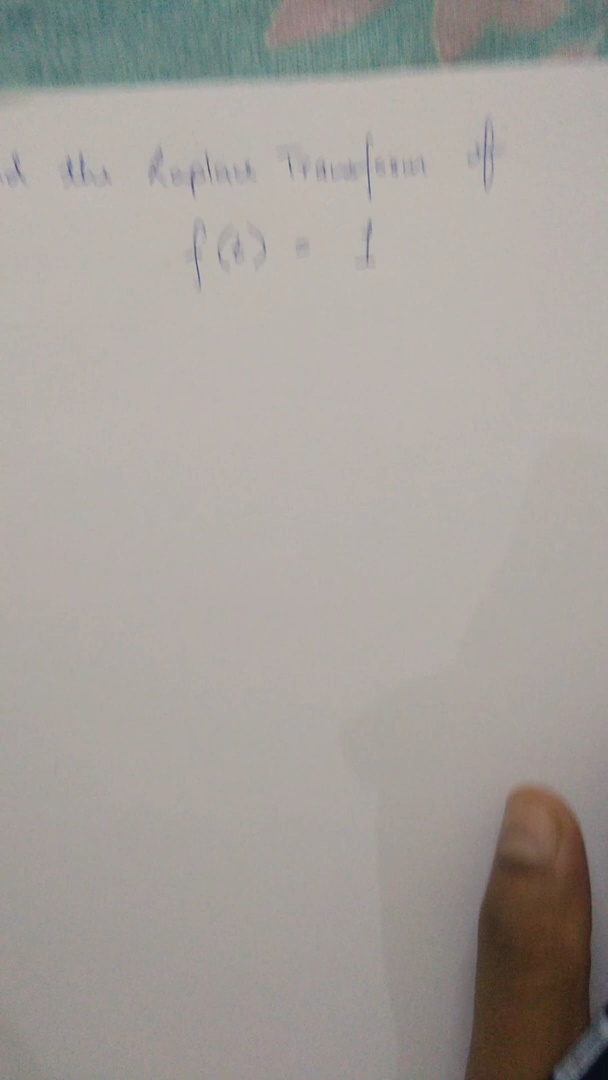 the Laplace Transform of
f(t) = 1